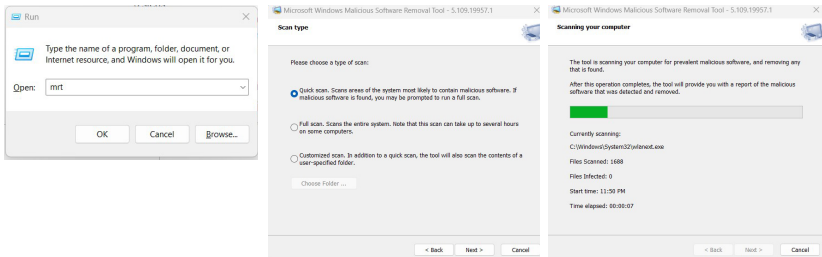 Run
Type the name of a program, folder, document, or
Internet resource, and Windows will open it for you.
Open:
mrt
OK
Cancel
Browse...
Microsoft Windows Malicious Software Removal Tool - 5.109.19957.1
Scan type
Please choose a type of scan:
Quick scan. Scans areas of the system most likely to contain malicious software. If
malicious software is found, you may be prompted to run a full scan.
Full scan. Scans the entire system. Note that this scan can take up to several hours
on some computers.
Customized scan. In addition to a quick scan, the tool will also scan the contents of a
user-specified folder.
Choose Folder ...
< Back
Next >
Cancel
Microsoft Windows Malicious Software Removal Tool - 5.109.19957.1
Scanning your computer
The tool is scanning your computer for prevalent malicious software, and removing any
that is found.
After this operation completes, the tool will provide you with a report of the malicious
software that was detected and removed.
Currently scanning:
C:\Windows\System32\wlanext.exe
Files Scanned: 1688
Files Infected: 0
Start time: 11:50 PM
Time elapsed: 00:00:07
< Back
Next >
Cancel